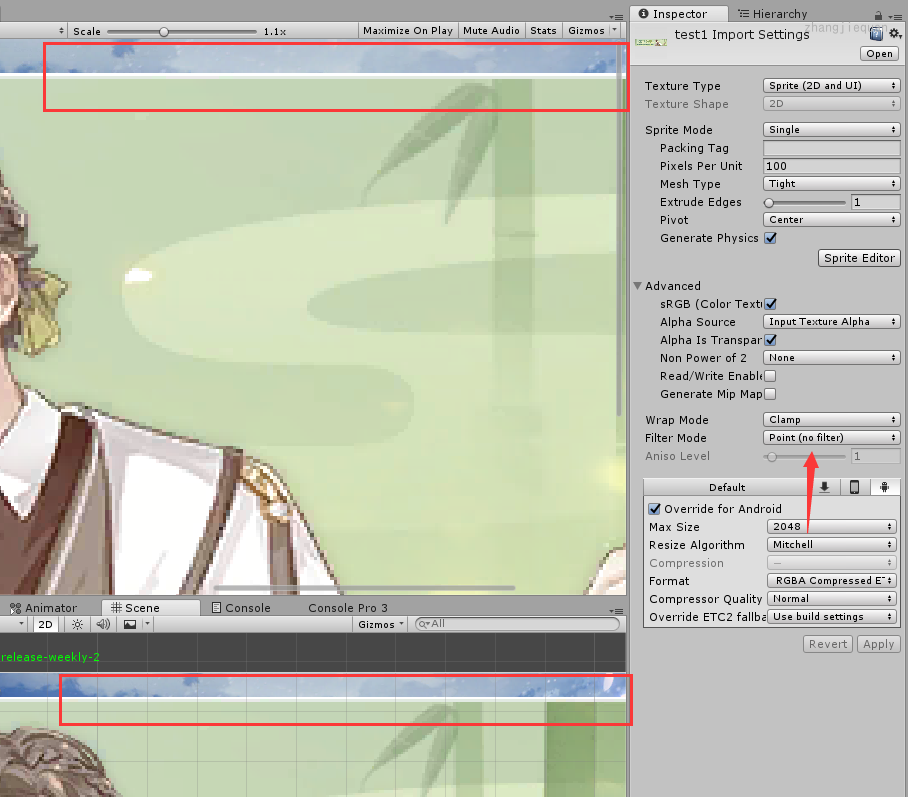 Inspector
Hierarchy
Scale 1.1x
Maximize On Play
Mute Audio
Stats
Gizmos
test1 Import Settings
Open
Texture Type Sprite (2D and UI)
Texture Shape 2D
Sprite Mode Single
Packing Tag
Pixels Per Unit 100
Mesh Type Tight
Extrude Edges 1
Pivot Center
Generate Physics
Sprite Editor
Advanced
sRGB (Color Textu
Alpha Source Input Texture Alpha
Alpha Is Transpar
Non Power of 2 None
Read/Write Enable
Generate Mip Map
Wrap Mode Clamp
Filter Mode Point (no filter)
Aniso Level 1
Default
Override for Android
Max Size 2048
Resize Algorithm Mitchell
Compression
Format RGBA Compressed ET
Compressor Quality Normal
Override ETC2 fallba Use build settings
Revert
Apply
Animator
Scene
Console
Console Pro 3
2D
Gizmos
All
release-weekly-2